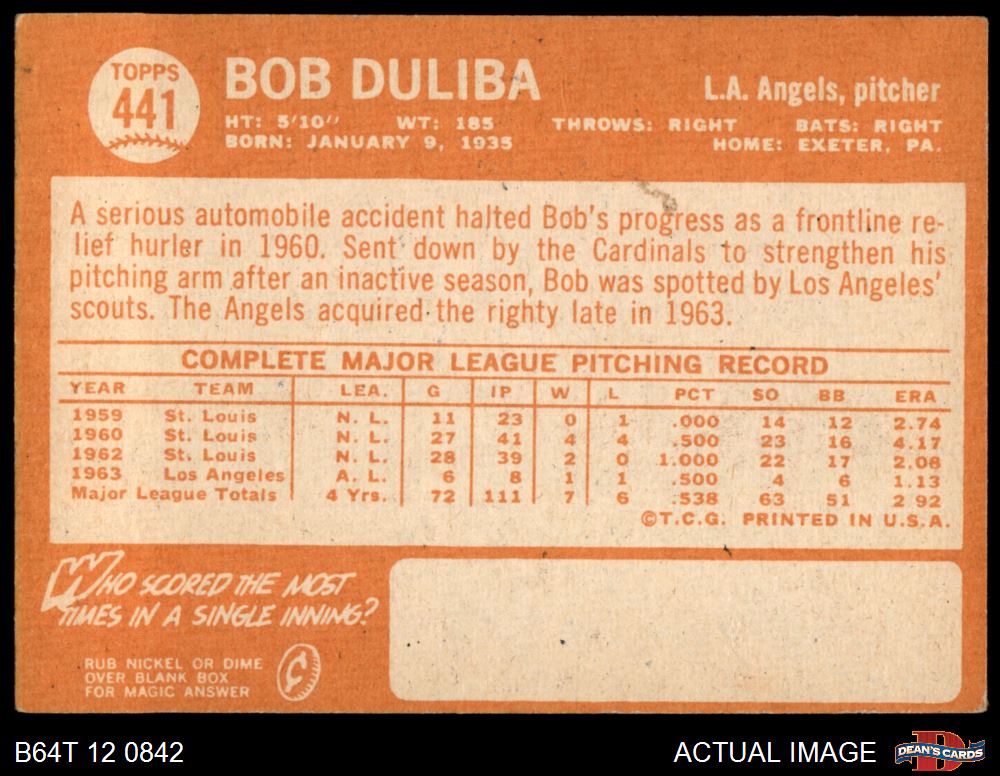 TOPPS
441
BOB DULIBA
L.A. Angels, pitcher
HT: 5'10" WT: 185 THROWS: RIGHT BATS: RIGHT
BORN: JANUARY 9, 1935 HOME: EXETER, PA.
A serious automobile accident halted Bob's progress as a frontline re-
lief hurler in 1960. Sent down by the Cardinals to strengthen his
pitching arm after an inactive season, Bob was spotted by Los Angeles'
scouts. The Angels acquired the righty late in 1963.
COMPLETE MAJOR LEAGUE PITCHING RECORD
YEAR TEAM LEA. G IP W L PCT SO BB ERA
1959 St. Louis N. L. 11 23 0 1 .000 14 12 2.74
1960 St. Louis N. L. 27 41 4 4 .500 23 16 4.17
1962 St. Louis N. L. 28 39 2 0 1.000 22 17 2.08
1963 Los Angeles A. L. 6 8 1 1 .500 4 6 1.13
Major League Totals 4 Yrs. 72 111 7 6 .538 63 51 2.92
©T.C.G. PRINTED IN U.S.A.
WHO SCORED THE MOST
TIMES IN A SINGLE INNING?
RUB NICKEL OR DIME
OVER BLANK BOX
FOR MAGIC ANSWER
B64T 12 0842
ACTUAL IMAGE
DEAN'S CARDS